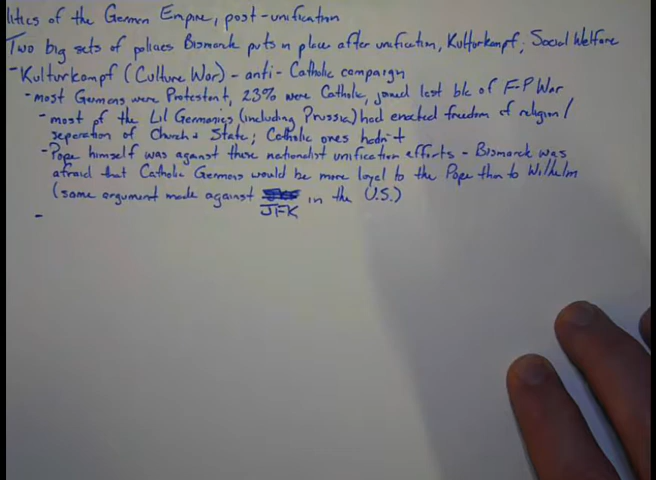 litics of the German Empire, post-unification
Two big sets of policies Bismarck puts in place after unification, Kulturkampf; Social Welfare
- Kulturkampf (Culture War) - anti-Catholic campaign
- most Germans were Protestant, 23% were Catholic, joined last b/c of F-P War
- most of the Lil Germanies (including Prussia) had enacted freedom of religion/
seperation of Church & State; Catholic ones hadn't
- Pope himself was against these nationalist unification efforts - Bismarck was
afraid that Catholic Germans would be more loyal to the Pope than to Wilhelm
(same argument made against JFK in the U.S.)
-